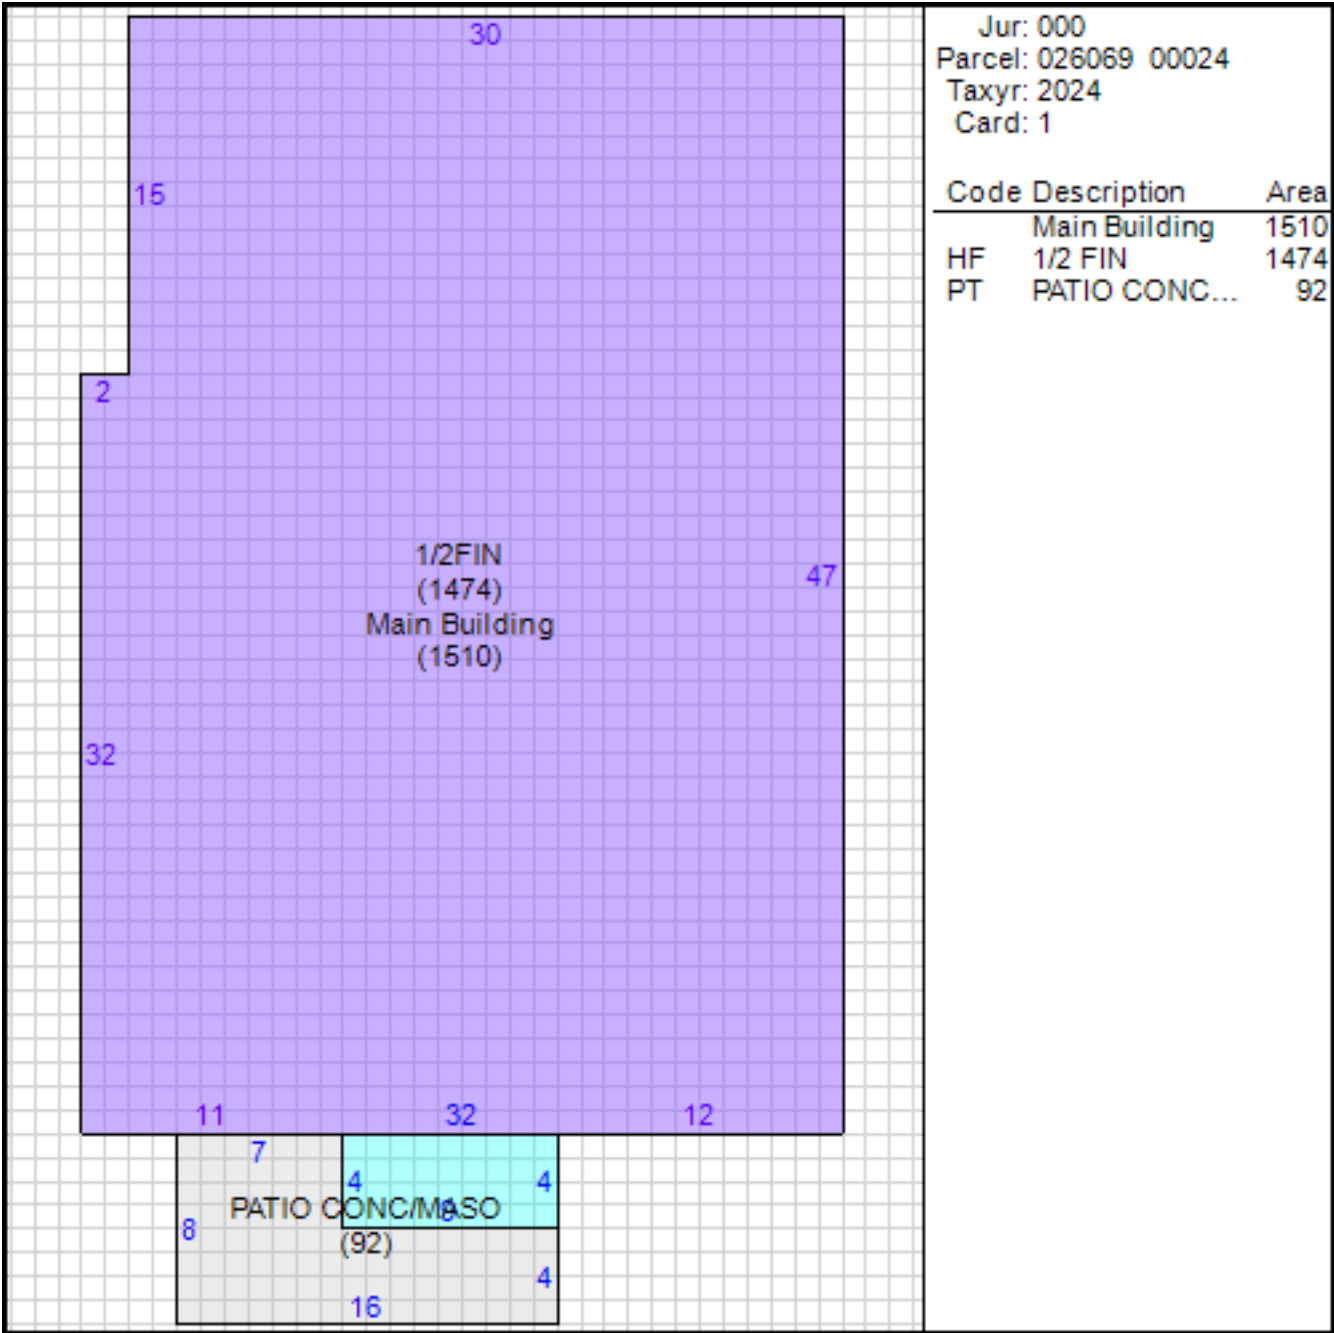 30
15
2
1/2FIN
(1474)
47
Main Building
(1510)
32
11
32
12
7
4
4
PATIO CONC/MASO
9
8
(92)
4
16
Jur: 000
Parcel: 026069 00024
Taxyr: 2024
Card: 1
Code Description Area
Main Building 1510
HF 1/2 FIN 1474
PT PATIO CONC... 92